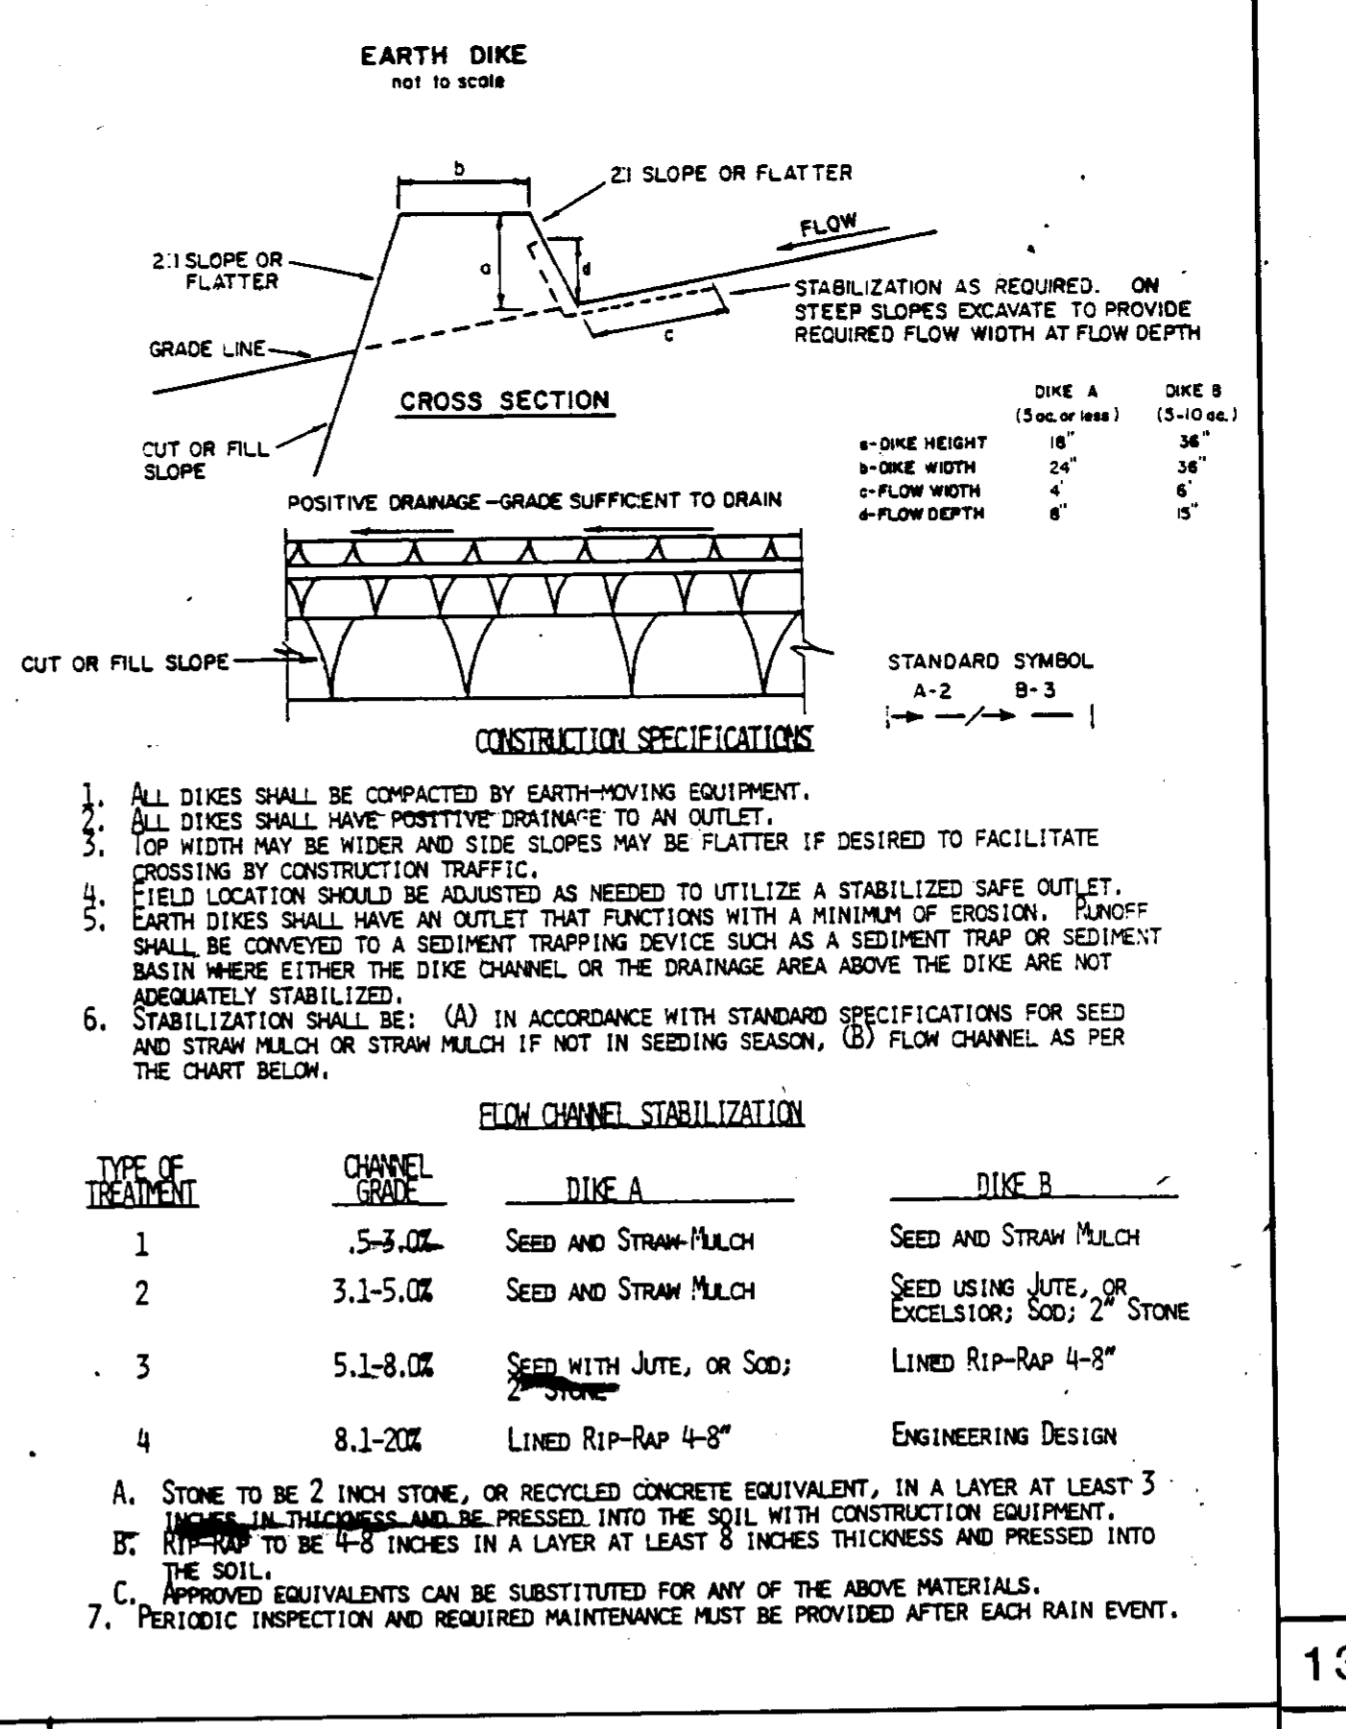 EARTH DIKE
not to scale
b
2:1 SLOPE OR FLATTER
FLOW
2:1 SLOPE OR
FLATTER
a
d
STABILIZATION AS REQUIRED. ON
STEEP SLOPES EXCAVATE TO PROVIDE
REQUIRED FLOW WIDTH AT FLOW DEPTH
c
GRADE LINE
CROSS SECTION
CUT OR FILL
SLOPE
DIKE A DIKE B
(5 ac. or less) (5-10 ac.)
a-DIKE HEIGHT 18" 36"
b-DIKE WIDTH 24" 36"
c-FLOW WIDTH 4' 6'
d-FLOW DEPTH 8" 15"
POSITIVE DRAINAGE-GRADE SUFFICIENT TO DRAIN
CUT OR FILL SLOPE
STANDARD SYMBOL
A-2 B-3
CONSTRUCTION SPECIFICATIONS
1. ALL DIKES SHALL BE COMPACTED BY EARTH-MOVING EQUIPMENT.
2. ALL DIKES SHALL HAVE POSITIVE DRAINAGE TO AN OUTLET.
3. TOP WIDTH MAY BE WIDER AND SIDE SLOPES MAY BE FLATTER IF DESIRED TO FACILITATE
CROSSING BY CONSTRUCTION TRAFFIC.
4. FIELD LOCATION SHOULD BE ADJUSTED AS NEEDED TO UTILIZE A STABILIZED SAFE OUTLET.
5. EARTH DIKES SHALL HAVE AN OUTLET THAT FUNCTIONS WITH A MINIMUM OF EROSION. RUNOFF
SHALL BE CONVEYED TO A SEDIMENT TRAPPING DEVICE SUCH AS A SEDIMENT TRAP OR SEDIMENT
BASIN WHERE EITHER THE DIKE CHANNEL OR THE DRAINAGE AREA ABOVE THE DIKE ARE NOT
ADEQUATELY STABILIZED.
6. STABILIZATION SHALL BE: (A) IN ACCORDANCE WITH STANDARD SPECIFICATIONS FOR SEED
AND STRAW MULCH OR STRAW MULCH IF NOT IN SEEDING SEASON, (B) FLOW CHANNEL AS PER
THE CHART BELOW.
FLOW CHANNEL STABILIZATION
TYPE OF CHANNEL
TREATMENT GRADE DIKE A DIKE B
1 .5-3.0% SEED AND STRAW MULCH SEED AND STRAW MULCH
2 3.1-5.0% SEED AND STRAW MULCH SEED USING JUTE, OR
EXCELSIOR; SOD; 2" STONE
3 5.1-8.0% SEED WITH JUTE, OR SOD; LINED RIP-RAP 4-8"
2" STONE
4 8.1-20% LINED RIP-RAP 4-8" ENGINEERING DESIGN
A. STONE TO BE 2 INCH STONE, OR RECYCLED CONCRETE EQUIVALENT, IN A LAYER AT LEAST 3
INCHES IN THICKNESS AND BE PRESSED INTO THE SOIL WITH CONSTRUCTION EQUIPMENT.
B. RIP-RAP TO BE 4-8 INCHES IN A LAYER AT LEAST 8 INCHES THICKNESS AND PRESSED INTO
THE SOIL.
C. APPROVED EQUIVALENTS CAN BE SUBSTITUTED FOR ANY OF THE ABOVE MATERIALS.
7. PERIODIC INSPECTION AND REQUIRED MAINTENANCE MUST BE PROVIDED AFTER EACH RAIN EVENT.